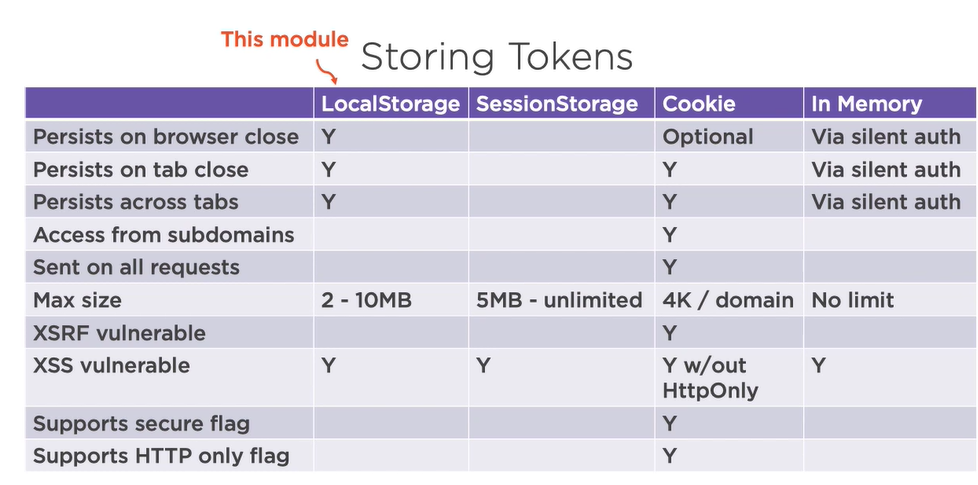 This module
Storing Tokens
LocalStorage SessionStorage Cookie In Memory
Persists on browser close Y Optional Via silent auth
Persists on tab close Y Y Via silent auth
Persists across tabs Y Y Via silent auth
Access from subdomains Y
Sent on all requests Y
Max size 2 - 10MB 5MB - unlimited 4K / domain No limit
XSRF vulnerable Y
XSS vulnerable Y Y Y w/out Y
HttpOnly
Supports secure flag Y
Supports HTTP only flag Y